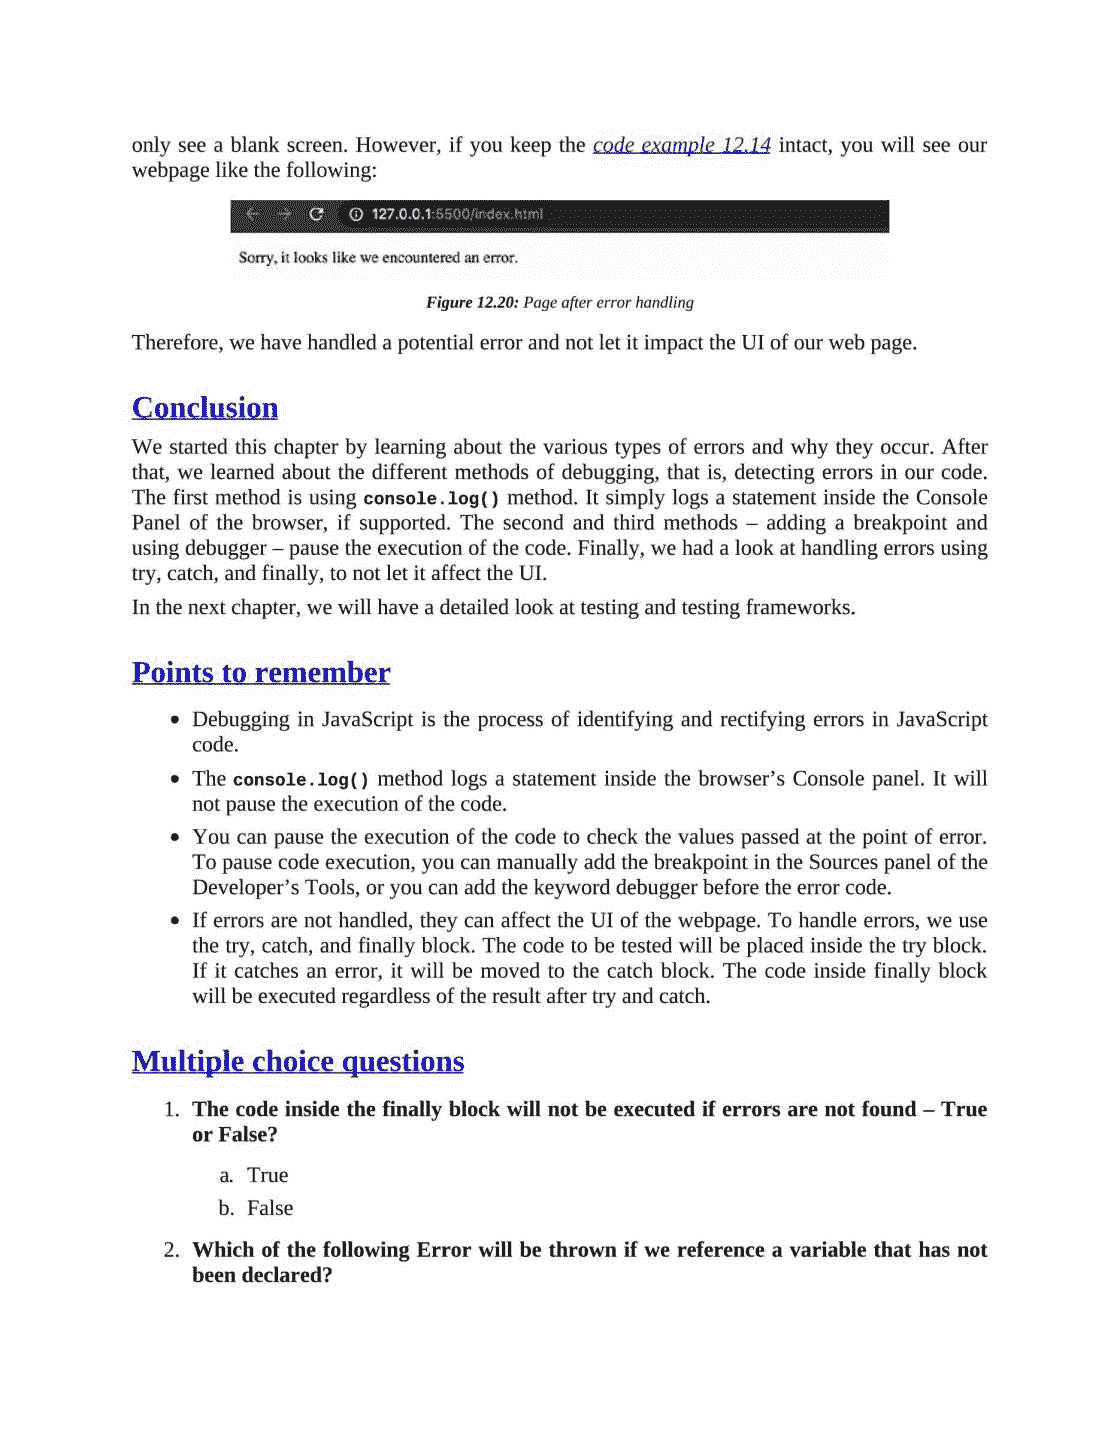 only see a blank screen. However, if you keep the code example 12.14 intact, you will see our
webpage like the following:
127.0.0.1:5500/index.html
Sorry, it looks like we encountered an error.
Figure 12.20: Page after error handling
Therefore, we have handled a potential error and not let it impact the UI of our web page.
Conclusion
We started this chapter by learning about the various types of errors and why they occur. After
that, we learned about the different methods of debugging, that is, detecting errors in our code.
The first method is using console.log() method. It simply logs a statement inside the Console
Panel of the browser, if supported. The second and third methods – adding a breakpoint and
using debugger – pause the execution of the code. Finally, we had a look at handling errors using
try, catch, and finally, to not let it affect the UI.
In the next chapter, we will have a detailed look at testing and testing frameworks.
Points to remember
• Debugging in JavaScript is the process of identifying and rectifying errors in JavaScript
code.
• The console.log() method logs a statement inside the browser's Console panel. It will
not pause the execution of the code.
• You can pause the execution of the code to check the values passed at the point of error.
To pause code execution, you can manually add the breakpoint in the Sources panel of the
Developer's Tools, or you can add the keyword debugger before the error code.
• If errors are not handled, they can affect the UI of the webpage. To handle errors, we use
the try, catch, and finally block. The code to be tested will be placed inside the try block.
If it catches an error, it will be moved to the catch block. The code inside finally block
will be executed regardless of the result after try and catch.
Multiple choice questions
1. The code inside the finally block will not be executed if errors are not found – True
or False?
a. True
b. False
2. Which of the following Error will be thrown if we reference a variable that has not
been declared?